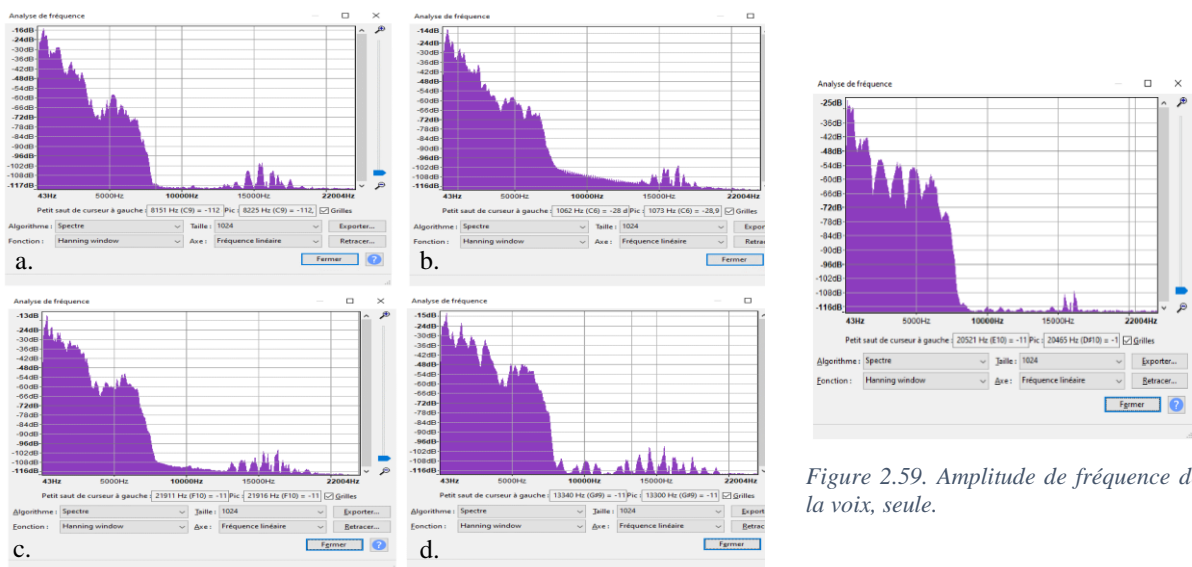 Analyse de fréquence
-16dB
-24dB
-30dB
-36dB
-42dB
-48dB
-54dB
-60dB
-66dB
-72dB
-78dB
-84dB
-90dB
-96dB
-102dB
-108dB
-117dB
43Hz 5000Hz 10000Hz 15000Hz 22004Hz
Petit saut de curseur à gauche : 8151 Hz (C9) = -112 Pic : 8225 Hz (C9) = -112, Grilles
Algorithme : Spectre Taille : 1024 Exporter...
Fonction : Hanning window Axe : Fréquence linéaire Retracer...
Fermer ?
a.
Analyse de fréquence
-14dB
-24dB
-30dB
-36dB
-42dB
-48dB
-54dB
-60dB
-66dB
-72dB
-78dB
-84dB
-90dB
-96dB
-102dB
-108dB
-116dB
43Hz 5000Hz 10000Hz 15000Hz 22004Hz
Petit saut de curseur à gauche : 1062 Hz (C6) = -28 d Pic : 1073 Hz (C6) = -28,9 Grilles
Algorithme : Spectre Taille : 1024 Expor
Fonction : Hanning window Axe : Fréquence linéaire Retra
Fermer
b.
Analyse de fréquence
-13dB
-24dB
-30dB
-36dB
-42dB
-48dB
-54dB
-66dB
-72dB
-78dB
-84dB
-90dB
-96dB
-102dB
-108dB
-116dB
43Hz 5000Hz 10000Hz 15000Hz 22004Hz
Petit saut de curseur à gauche : 21911 Hz (F10) = -11 Pic : 21916 Hz (F10) = -11 Grilles
Algorithme : Spectre Taille : 1024 Exporter...
Fonction : Hanning window Axe : Fréquence linéaire Retracer...
Fermer ?
c.
Analyse de fréquence
-15dB
-24dB
-30dB
-36dB
-42dB
-48dB
-54dB
-66dB
-72dB
-78dB
-84dB
-90dB
-96dB
-102dB
-108dB
-116dB
43Hz 5000Hz 10000Hz 15000Hz 22004Hz
Petit saut de curseur à gauche : 13340 Hz (G#9) = -11 Pic : 13300 Hz (G#9) = -11 Grilles
Algorithme : Spectre Taille : 1024 Export
Fonction : Hanning window Axe : Fréquence linéaire Retrac
Fermer
d.
Analyse de fréquence
-25dB
-36dB
-42dB
-48dB
-54dB
-66dB
-72dB
-78dB
-84dB
-90dB
-96dB
-102dB
-108dB
-116dB
43Hz 5000Hz 10000Hz 15000Hz 22004Hz
Petit saut de curseur à gauche : 20521 Hz (E10) = -11 Pic : 20465 Hz (D#10) = -1 Grilles
Algorithme : Spectre Taille : 1024 Exporter...
Fonction : Hanning window Axe : Fréquence linéaire Retracer...
Fermer ?
Figure 2.59. Amplitude de fréquence d
la voix, seule.